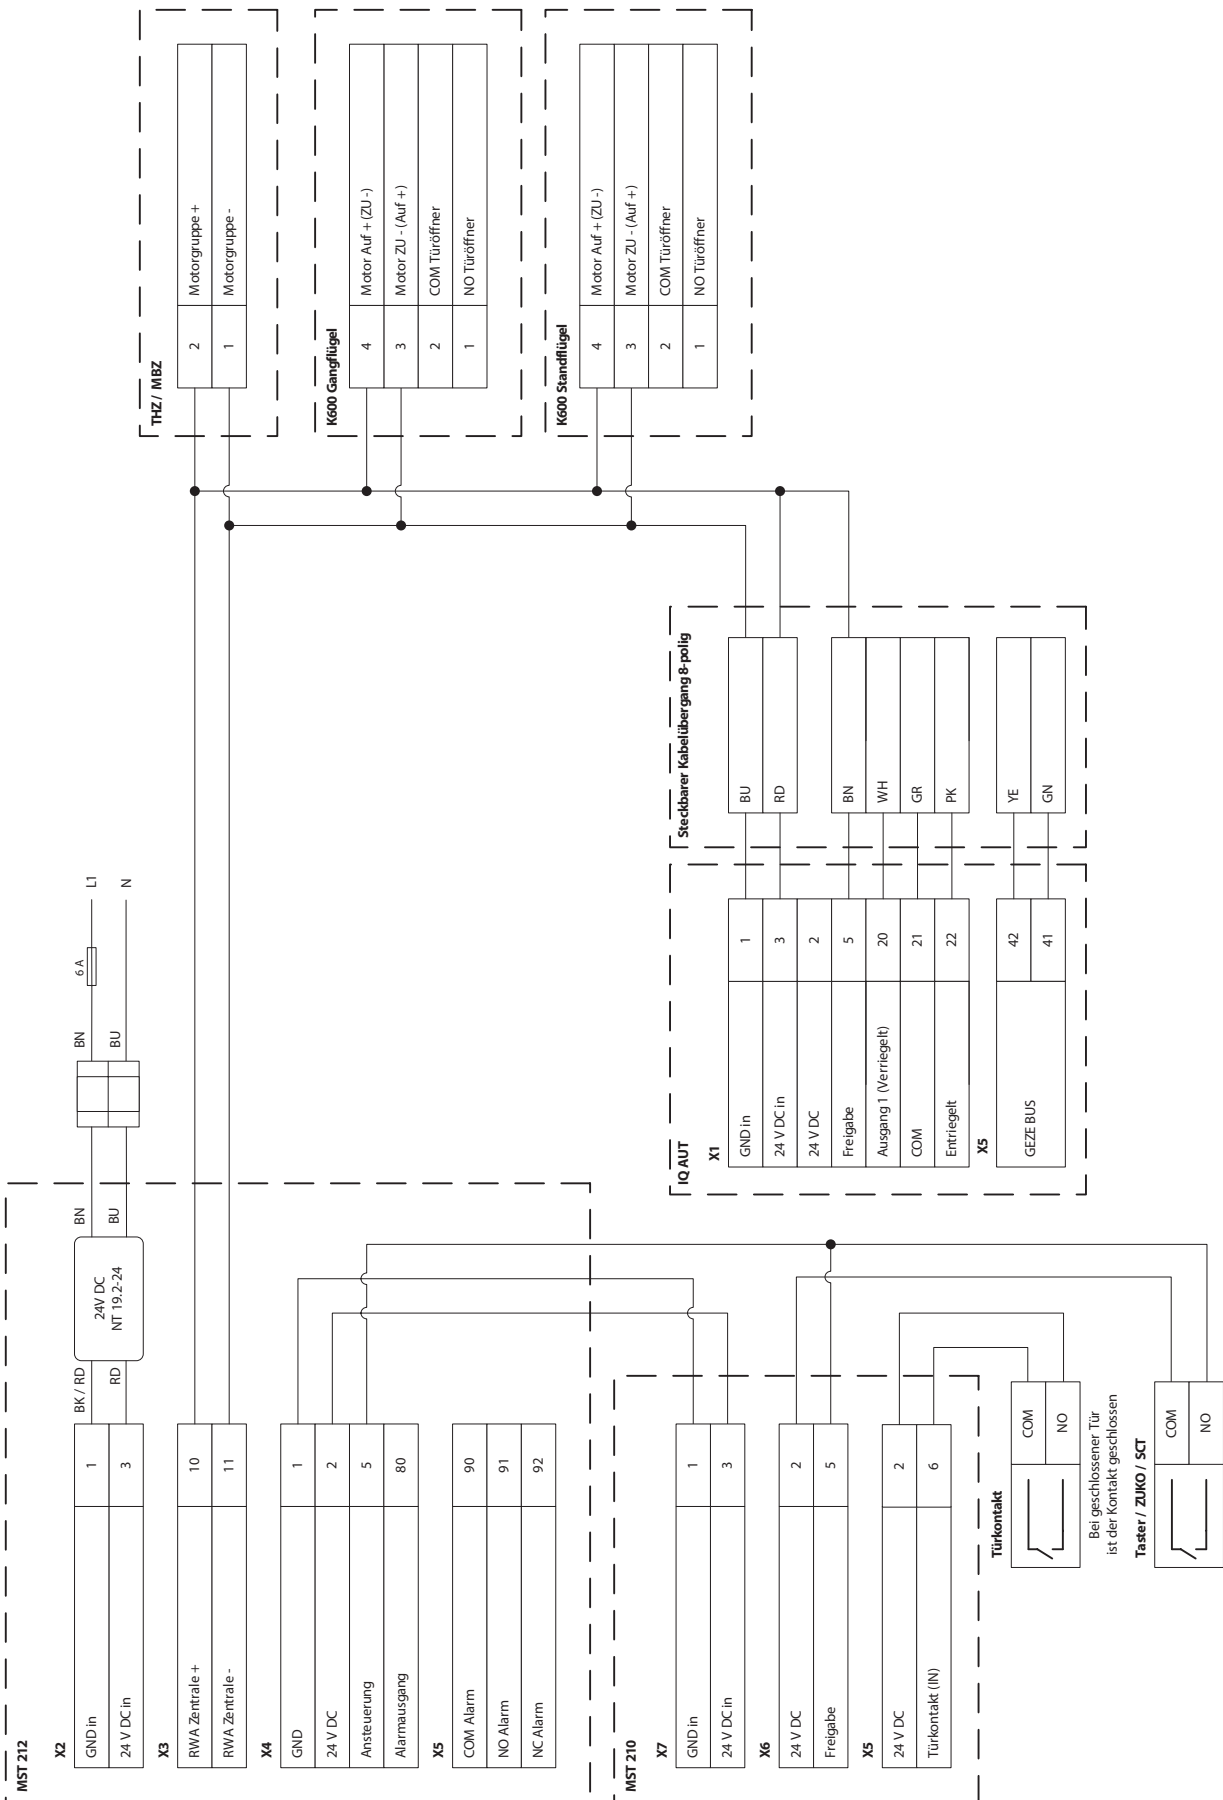 MST 212
X2
GND in
1
24 V DC in
3
BK / RD
RD
24V DC
NT 19.2-24
BN
BU
BN
BU
6 A
L1
N
X3
RWA Zentrale +
10
RWA Zentrale -
11
X4
GND
1
24 V DC
2
Ansteuerung
5
Alarmausgang
80
X5
COM Alarm
90
NO Alarm
91
NC Alarm
92
MST 210
X7
GND in
1
24 V DC in
3
X6
24 V DC
2
Freigabe
5
X5
24 V DC
2
Türkontakt (IN)
6
Türkontakt
COM
NO
Bei geschlossener Tür
ist der Kontakt geschlossen
Taster / ZUKO / SCT
COM
NO
IQ AUT
X1
GND in
1
24 V DC in
3
24 V DC
2
Freigabe
5
Ausgang 1 (Verriegelt)
20
COM
21
Entriegelt
22
X5
GEZE BUS
42
41
Steckbarer Kabelübergang 8-polig
BU
RD
BN
WH
GR
PK
YE
GN
THZ / MBZ
2
Motorgruppe +
1
Motorgruppe -
K600 Gangflügel
4
Motor Auf + (ZU -)
3
Motor ZU - (Auf +)
2
COM Türöffner
1
NO Türöffner
K600 Standflügel
4
Motor Auf + (ZU -)
3
Motor ZU - (Auf +)
2
COM Türöffner
1
NO Türöffner